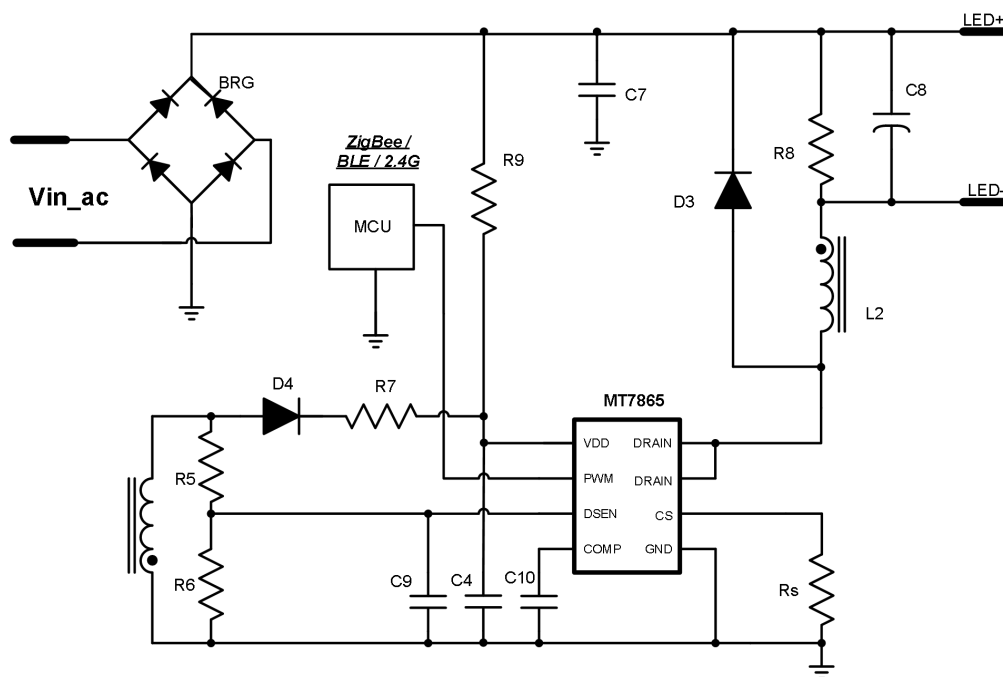 LED+
BRG
C7
C8
ZigBee /
BLE / 2.4G
R9
R8
Vin_ac
MCU
D3
LED-
L2
D4
R7
MT7865
VDD
DRAIN
R5
PWM
DRAIN
DSEN
CS
COMP
GND
R6
C9
C4
C10
Rs